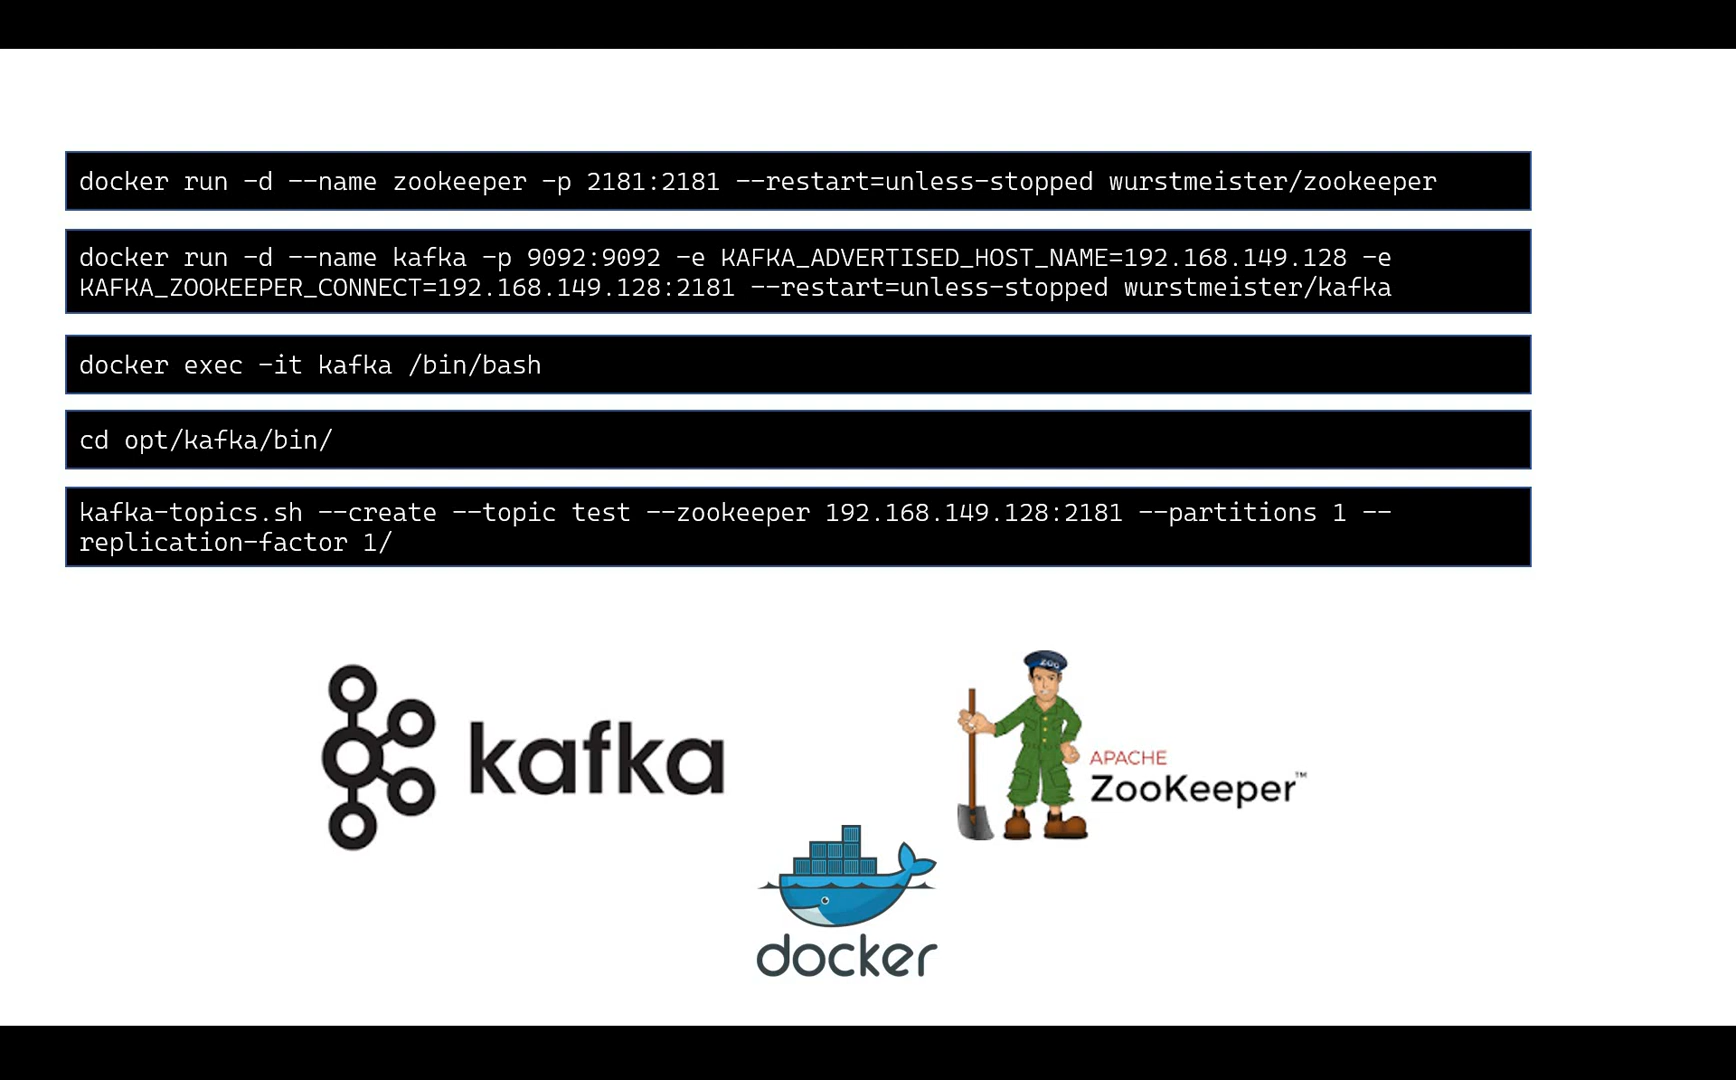 docker run -d --name zookeeper -p 2181:2181 --restart=unless-stopped wurstmeister/zookeeper
docker run -d --name kafka -p 9092:9092 -e KAFKA_ADVERTISED_HOST_NAME=192.168.149.128 -e
KAFKA_ZOOKEEPER_CONNECT=192.168.149.128:2181 --restart=unless-stopped wurstmeister/kafka
docker exec -it kafka /bin/bash
cd opt/kafka/bin/
kafka-topics.sh --create --topic test --zookeeper 192.168.149.128:2181 --partitions 1 --
replication-factor 1/
kafka
ZOO
APACHE
ZooKeeper™
docker